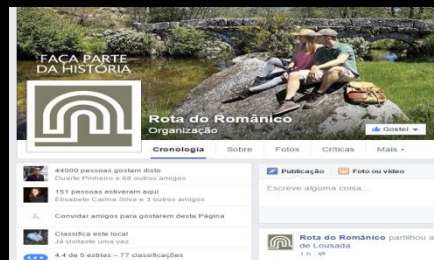 FAÇA PARTE
DA HISTÓRIA
Rota do Românico
Organização
Gostei
Cronologia Sobre Fotos Críticas Mais
44000 pessoas gostam disto
Duarte Pinheiro e 68 outros amigos
151 pessoas estiveram aqui
Elisabete Carina Silva e 3 outros amigos
Convidar amigos para gostarem desta Página
Classifica este local
Já visitaste uma vez
4,4 de 5 estrelas – 77 classificações
Publicação Foto ou vídeo
Escreve alguma coisa...
Rota do Românico partilhou a
de Lousada
1 h